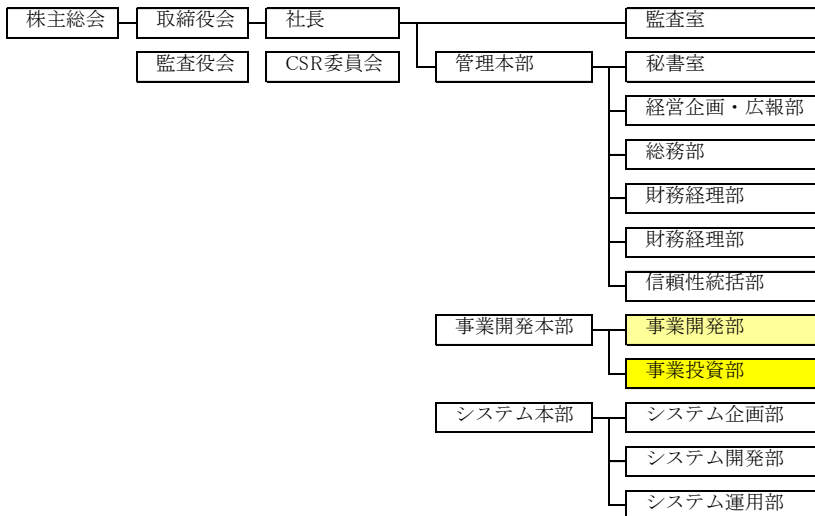 株主総会 取締役会 社長 監査室
監査役会 CSR委員会 管理本部 秘書室
経営企画・広報部
総務部
財務経理部
財務経理部
信頼性統括部
事業開発本部 事業開発部
事業投資部
システム本部 システム企画部
システム開発部
システム運用部